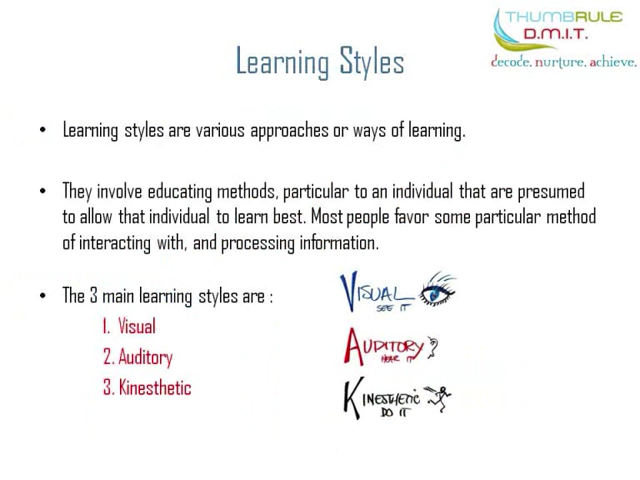 THUMBRULE
D.M.I.T.
decode. nurture. achieve.
Learning Styles
• Learning styles are various approaches or ways of learning.
• They involve educating methods, particular to an individual that are presumed
to allow that individual to learn best. Most people favor some particular method
of interacting with, and processing information.
• The 3 main learning styles are :
1. Visual
2. Auditory
3. Kinesthetic
VISUAL
SEE IT
AUDITORY
HEAR IT
KINESTHETIC
DO IT